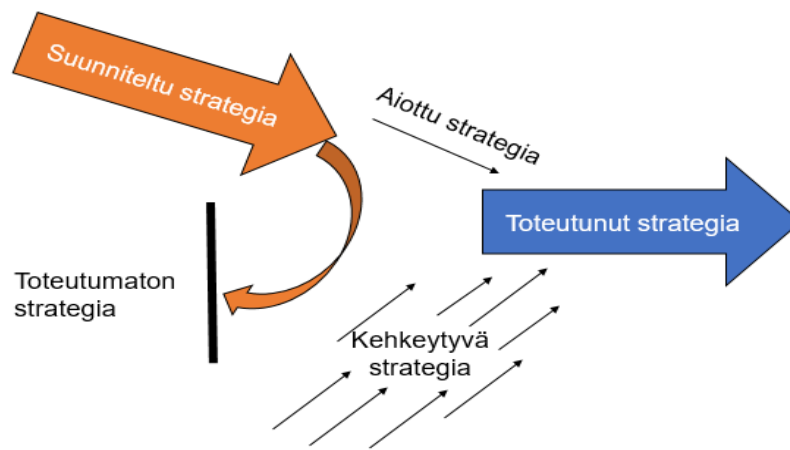 Suunniteltu strategia
Aiottu strategia
Toteutunut strategia
Toteutumaton
strategia
Kehkeytyvä
strategia